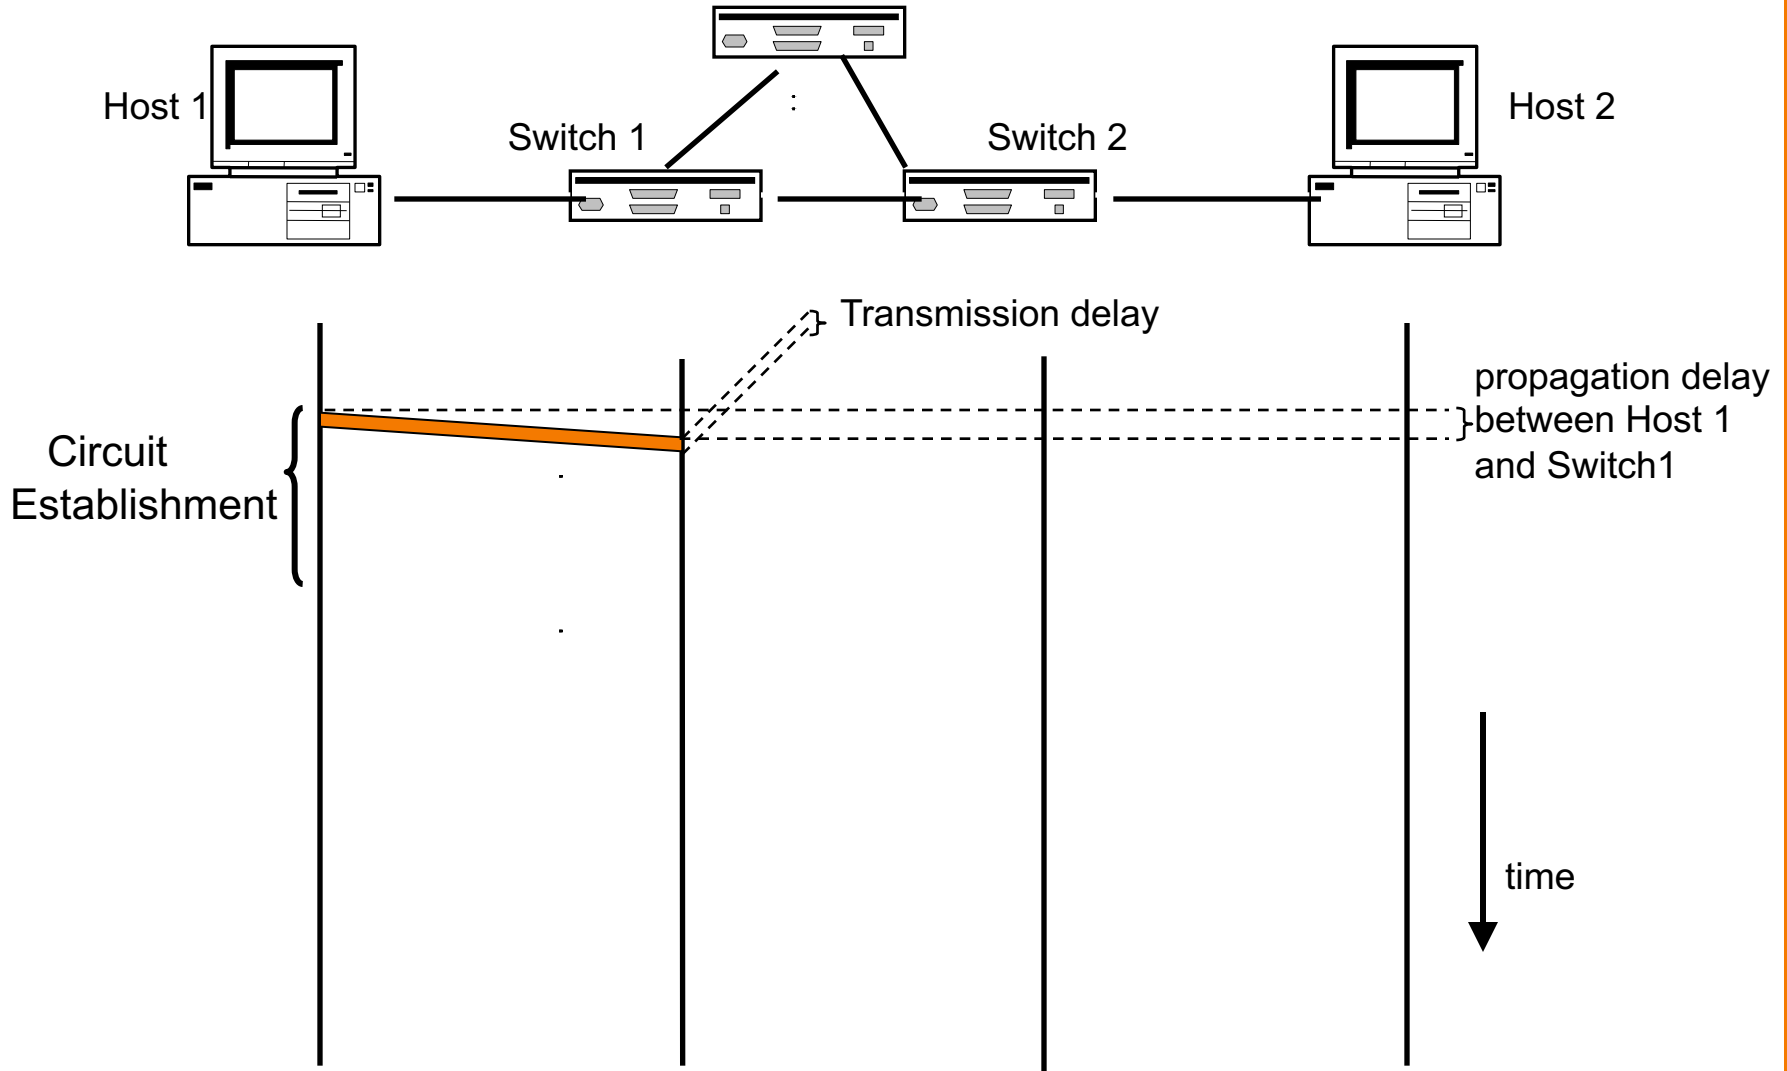 Host 1
Switch 1
Switch 2
Host 2
:
Transmission delay
propagation delay
between Host 1
and Switch1
Circuit
Establishment
time